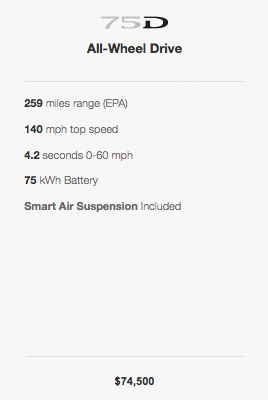 75D
All-Wheel Drive
259 miles range (EPA)
140 mph top speed
4.2 seconds 0-60 mph
75 kWh Battery
Smart Air Suspension Included
$74,500